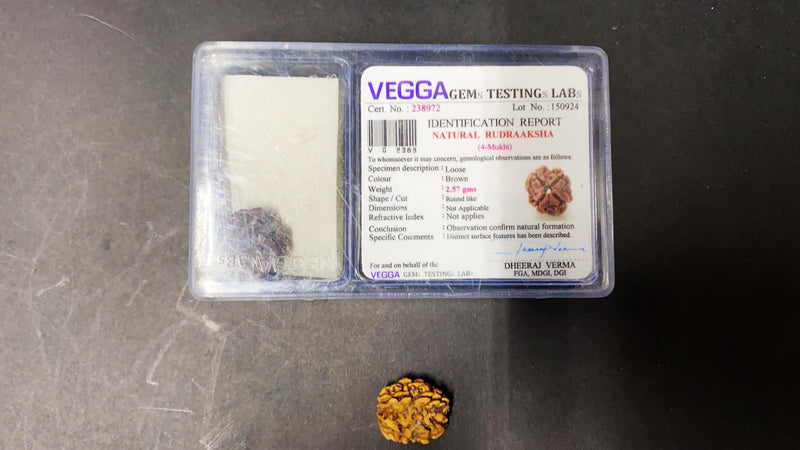 VEGGA GEMS TESTINGS LABS
Cert. No. : 238972 Lot No. :150924
IDENTIFICATION REPORT
NATURAL RUDRAAKSHA
(4-Mukhi)
V G 2389
To whomsoever it may concern, gemological observations are as follows:
Specimen description : Loose
Colour : Brown
Weight : 2.57 gms
Shape / Cut : Round like
Dimensions : Not Applicable
Refractive Index : Not applies
Conclusion : Observation confirm natural formation
Specific Comments : Distinct surface features has been described.
For and on behalf of the
VEGGA GEMS TESTINGS LABS
DHEERAJ VERMA
FGA, MDGI, DGI
VEGGA LABS